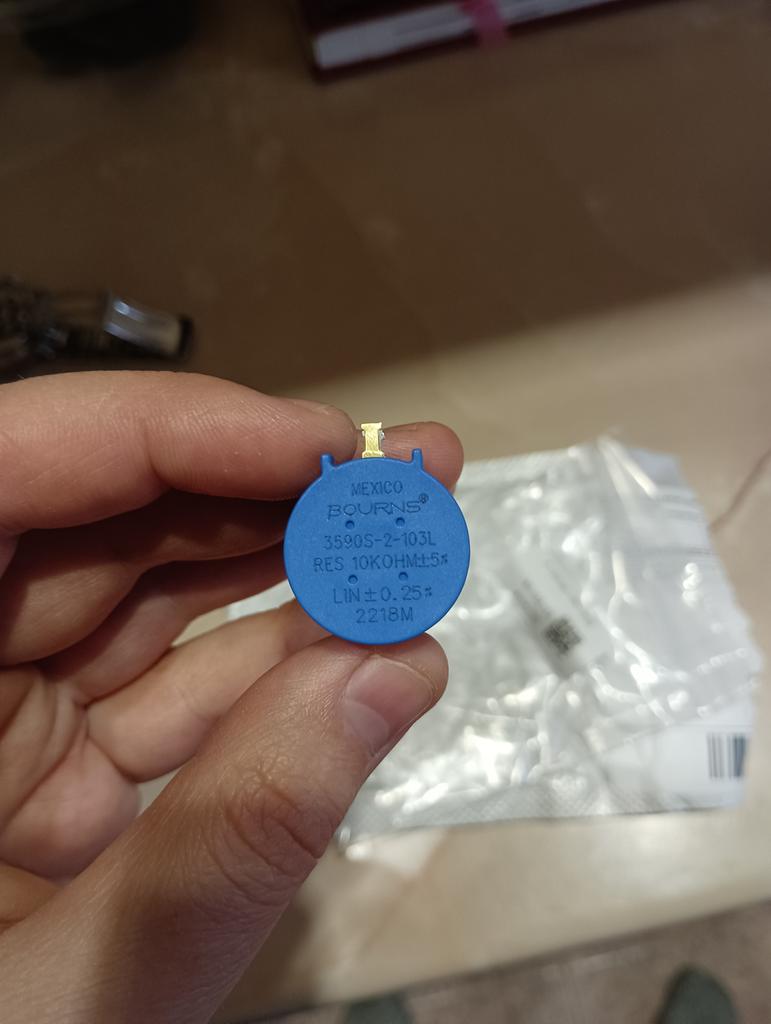 MEXICO
BOURNS®
3590S-2-103L
RES 10KOHM±5%
LIN±0.25%
2218M